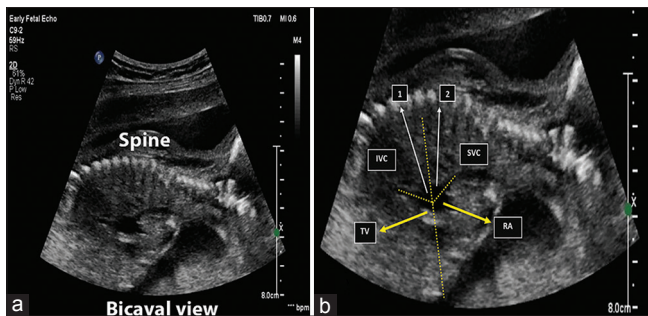 Early Fetal Echo
C9-2
59Hz
RS
2D
51%
Dyn R 42
P Low
Res
TIB0.7 MI 0.6
M4
P
Spine
X
8.0cm
*** bpm
Bicaval view
a
1
2
IVC
SVC
TV
RA
X
8.0cm
b